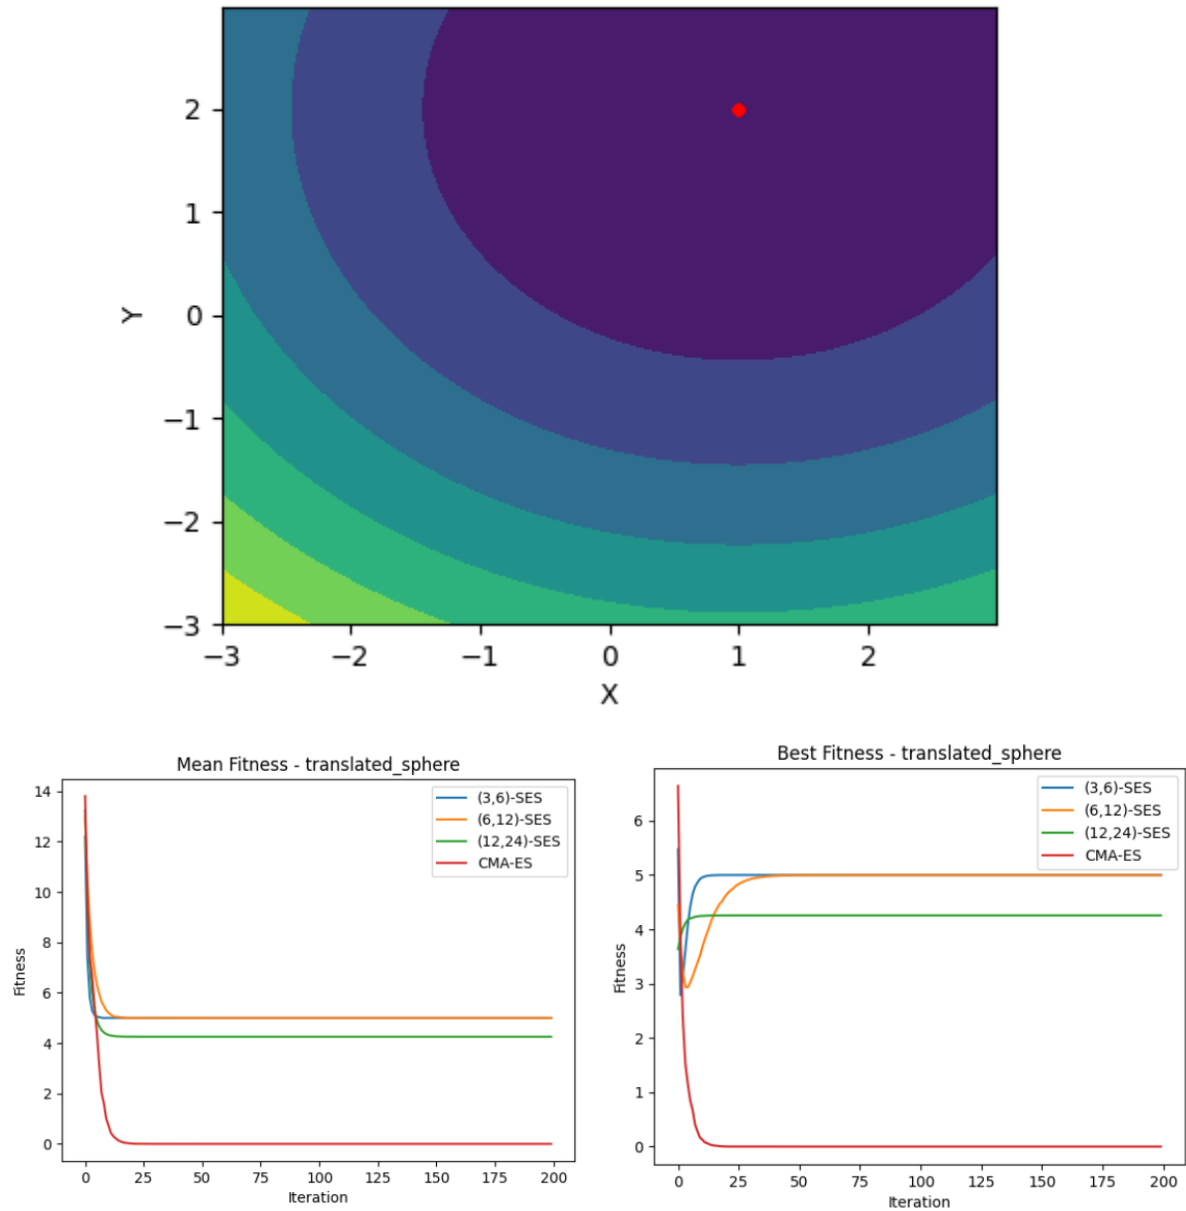 2
1
0
Y
−1
−2
−3
−3 −2 −1 0 1 2
X
Mean Fitness - translated_sphere
14
12
10
8
6
4
2
0
Fitness
(3,6)-SES
(6,12)-SES
(12,24)-SES
CMA-ES
0 25 50 75 100 125 150 175 200
Iteration
Best Fitness - translated_sphere
6
5
4
3
2
1
0
Fitness
(3,6)-SES
(6,12)-SES
(12,24)-SES
CMA-ES
0 25 50 75 100 125 150 175 200
Iteration